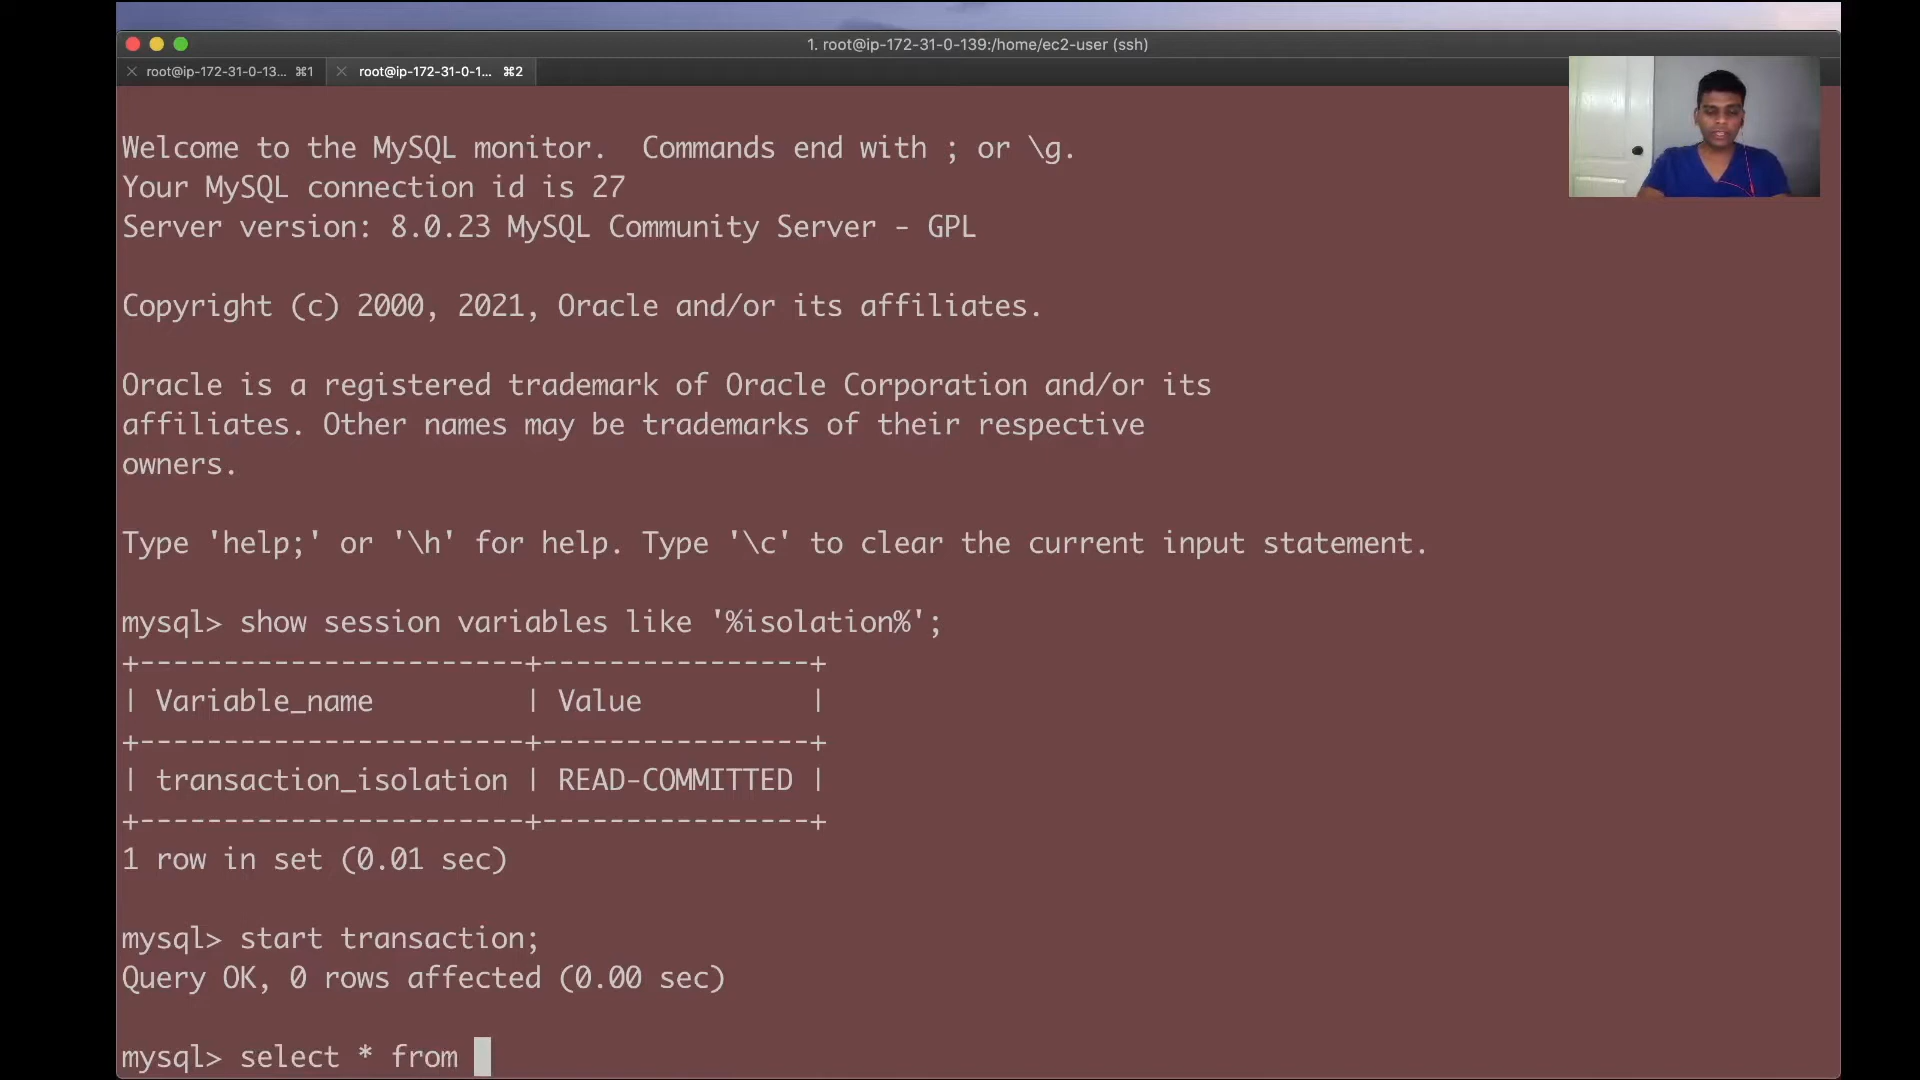 1. root@ip-172-31-0-139:/home/ec2-user (ssh)
root@ip-172-31-0-13... ⌘1
root@ip-172-31-0-1... ⌘2
Welcome to the MySQL monitor.  Commands end with ; or \g.
Your MySQL connection id is 27
Server version: 8.0.23 MySQL Community Server - GPL
Copyright (c) 2000, 2021, Oracle and/or its affiliates.
Oracle is a registered trademark of Oracle Corporation and/or its
affiliates. Other names may be trademarks of their respective
owners.
Type 'help;' or '\h' for help. Type '\c' to clear the current input statement.
mysql> show session variables like '%isolation%';
+-----------------------+----------------+
| Variable_name         | Value          |
+-----------------------+----------------+
| transaction_isolation | READ-COMMITTED |
+-----------------------+----------------+
1 row in set (0.01 sec)
mysql> start transaction;
Query OK, 0 rows affected (0.00 sec)
mysql> select * from